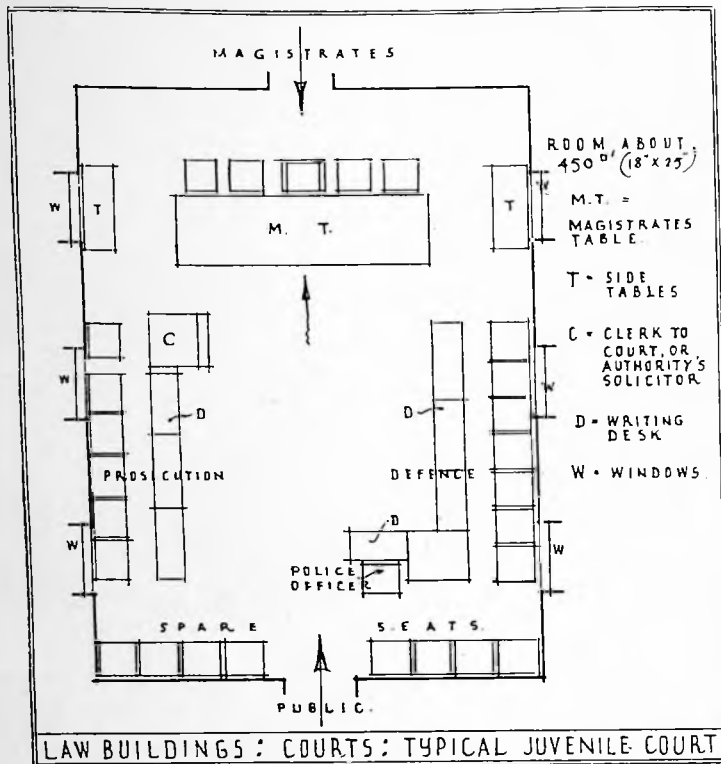 MAGISTRATES
ROOM ABOUT
450 □' (18" X 25")
W
T
M. T.
T
W
M.T. =
MAGISTRATES
TABLE.
T = SIDE
TABLES
C
C = CLERK TO
COURT, OR
AUTHORITY'S
SOLICITOR
W
W
D
D
D = WRITING
DESK
PROSECUTION
DEFENCE
W = WINDOWS
W
D
W
POLICE
OFFICER
SPARE SEATS.
PUBLIC.
LAW BUILDINGS: COURTS: TYPICAL JUVENILE COURT